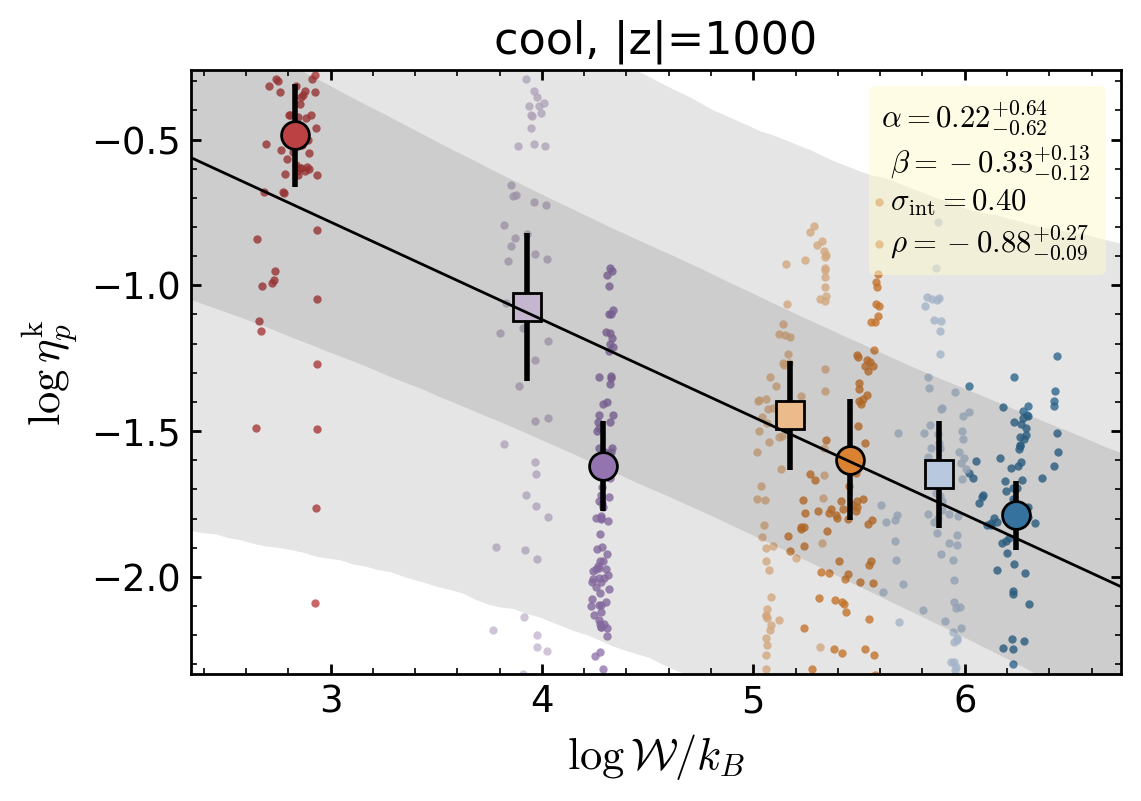 cool, |z|=1000
α = 0.22^{+0.64}_{-0.62}
β = −0.33^{+0.13}_{-0.12}
σ_int = 0.40
ρ = −0.88^{+0.27}_{-0.09}
log η_p^k
−0.5
−1.0
−1.5
−2.0
3 4 5 6
log 𝒲/k_B